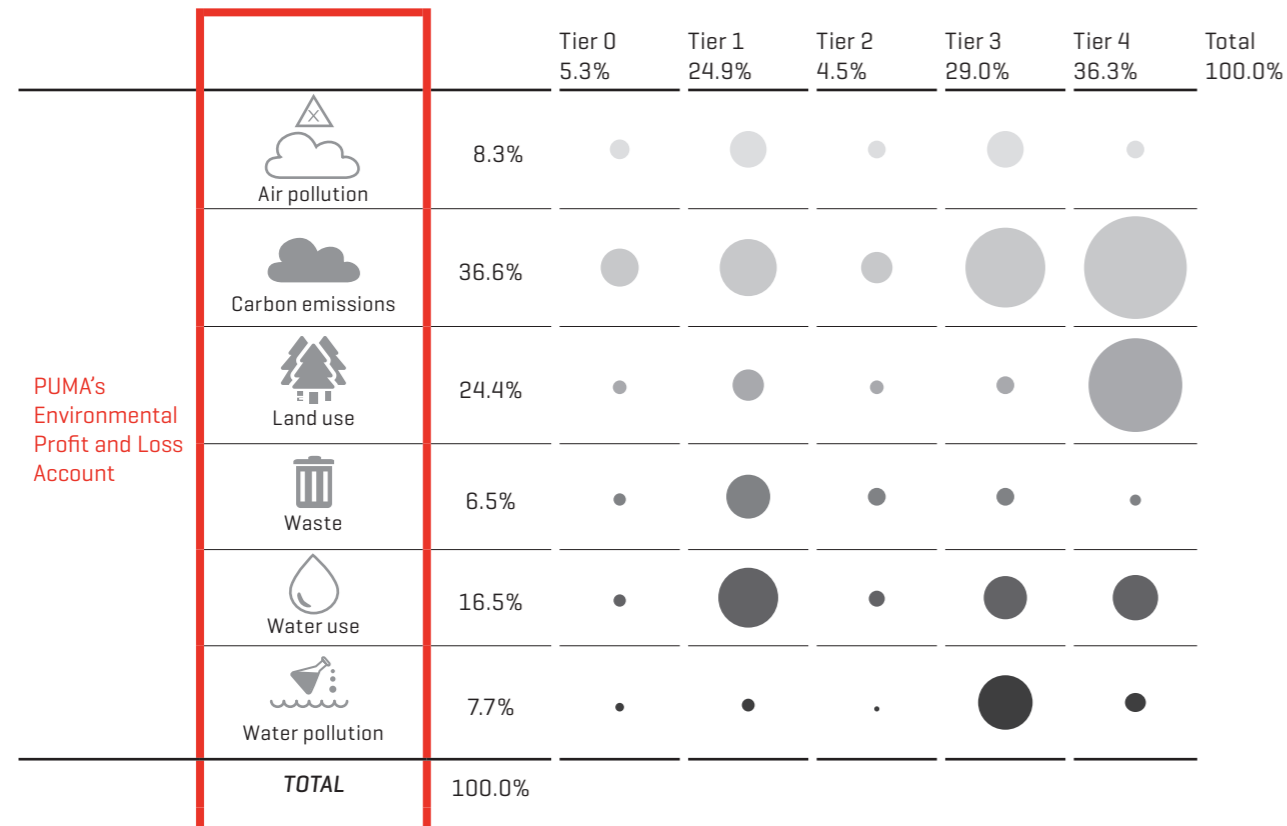 Tier 0 Tier 1 Tier 2 Tier 3 Tier 4 Total
5.3% 24.9% 4.5% 29.0% 36.3% 100.0%
X
8.3%
Air pollution
36.6%
Carbon emissions
PUMA's
Environmental
Profit and Loss
Account
24.4%
Land use
6.5%
Waste
16.5%
Water use
7.7%
Water pollution
TOTAL 100.0%